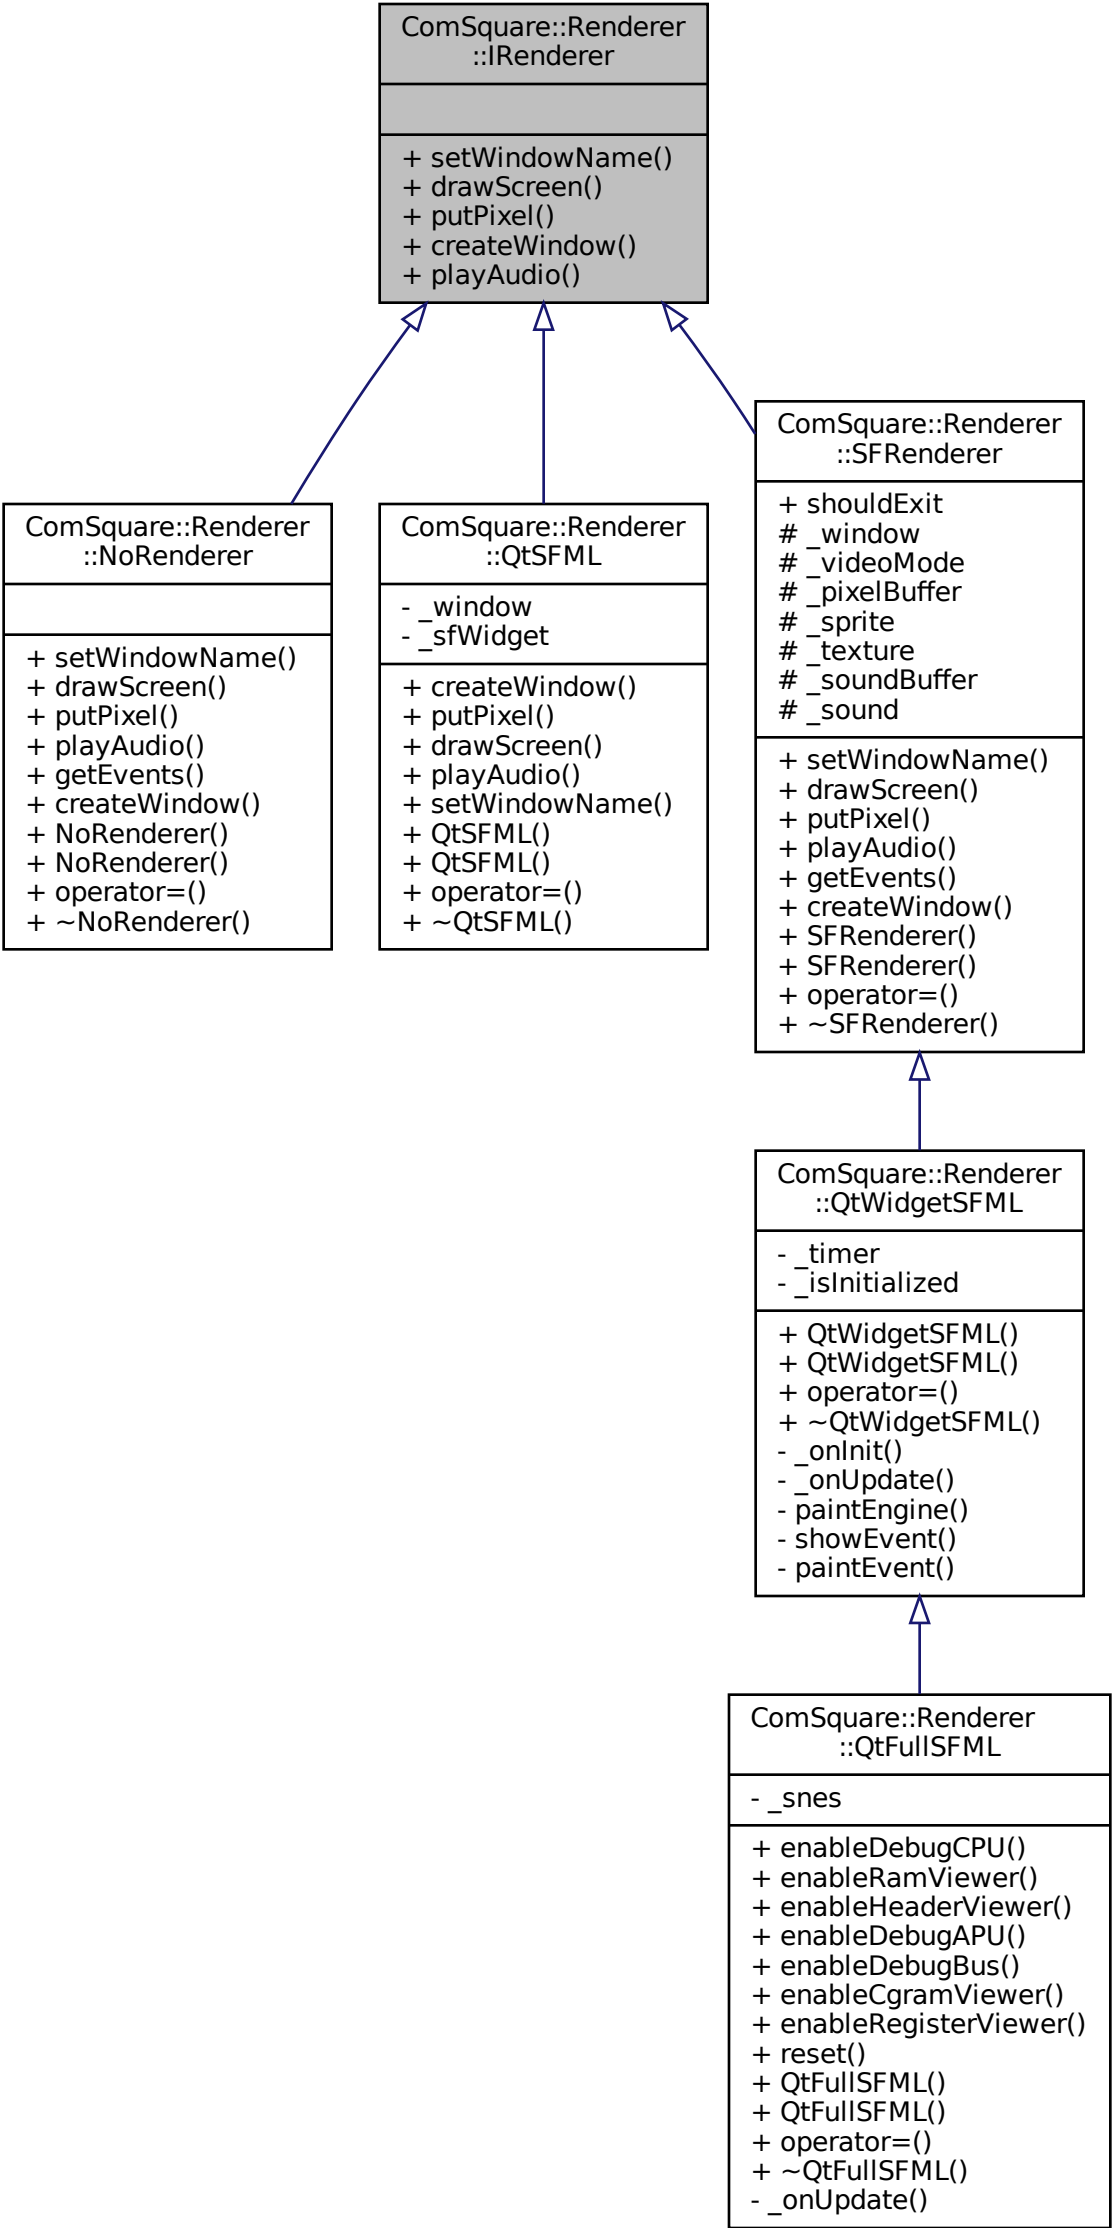 ComSquare::Renderer
::IRenderer
+ setWindowName()
+ drawScreen()
+ putPixel()
+ createWindow()
+ playAudio()
ComSquare::Renderer
::NoRenderer
+ setWindowName()
+ drawScreen()
+ putPixel()
+ playAudio()
+ getEvents()
+ createWindow()
+ NoRenderer()
+ NoRenderer()
+ operator=()
+ ~NoRenderer()
ComSquare::Renderer
::QtSFML
- _window
- _sfWidget
+ createWindow()
+ putPixel()
+ drawScreen()
+ playAudio()
+ setWindowName()
+ QtSFML()
+ QtSFML()
+ operator=()
+ ~QtSFML()
ComSquare::Renderer
::SFRenderer
+ shouldExit
# _window
# _videoMode
# _pixelBuffer
# _sprite
# _texture
# _soundBuffer
# _sound
+ setWindowName()
+ drawScreen()
+ putPixel()
+ playAudio()
+ getEvents()
+ createWindow()
+ SFRenderer()
+ SFRenderer()
+ operator=()
+ ~SFRenderer()
ComSquare::Renderer
::QtWidgetSFML
- _timer
- _isInitialized
+ QtWidgetSFML()
+ QtWidgetSFML()
+ operator=()
+ ~QtWidgetSFML()
- _onInit()
- _onUpdate()
- paintEngine()
- showEvent()
- paintEvent()
ComSquare::Renderer
::QtFullSFML
- _snes
+ enableDebugCPU()
+ enableRamViewer()
+ enableHeaderViewer()
+ enableDebugAPU()
+ enableDebugBus()
+ enableCgramViewer()
+ enableRegisterViewer()
+ reset()
+ QtFullSFML()
+ QtFullSFML()
+ operator=()
+ ~QtFullSFML()
- _onUpdate()